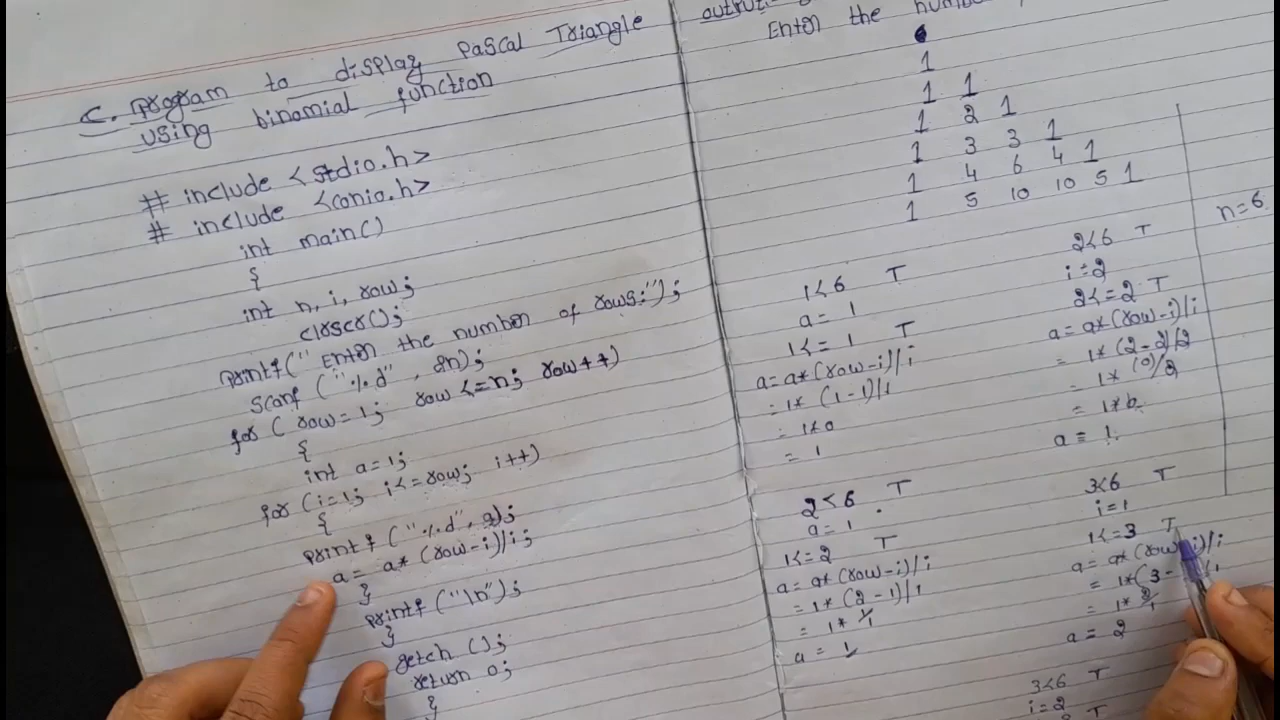 C. program to display pascal Triangle
using binomial function
# include <stdio.h>
# include <conio.h>
int main()
{
int n, i, row;
clrscr();
printf(" Enter the number of rows:");
Scanf ("%d", &n);
for ( row=1; row <=n; row++)
{
int a=1;
for (i=1; i<=row; i++)
{
printf ("%d", a);
a= a* (row-i)/i;
}
printf ("\n");
}
getch ();
return 0;
{
output:
Enter the number
1
1 1
1 2 1
1 3 3 1
1 4 6 4 1
1 5 10 10 5 1
n=6
1<6 T
a= 1
1<= 1 T
a=a*(row-i)/i
=1* (1-1)/1
=1*0
= 1
2<6 T
a=1
1<=2 T
a= a*(row-i)/i
=1* (2-1)/1
= 1* 1/1
a= 1
2<6 T
i=2
2<=2 T
a= a*(row-i)/i
= 1*(2-2)/2
= 1* (0)/2
= 1*
a= 1
3<6 T
i=1
1<=3 T
a= a*(row-i)/i
= 1*(3-
= 1* 2/1
a= 2
3<6 T
i=2
T